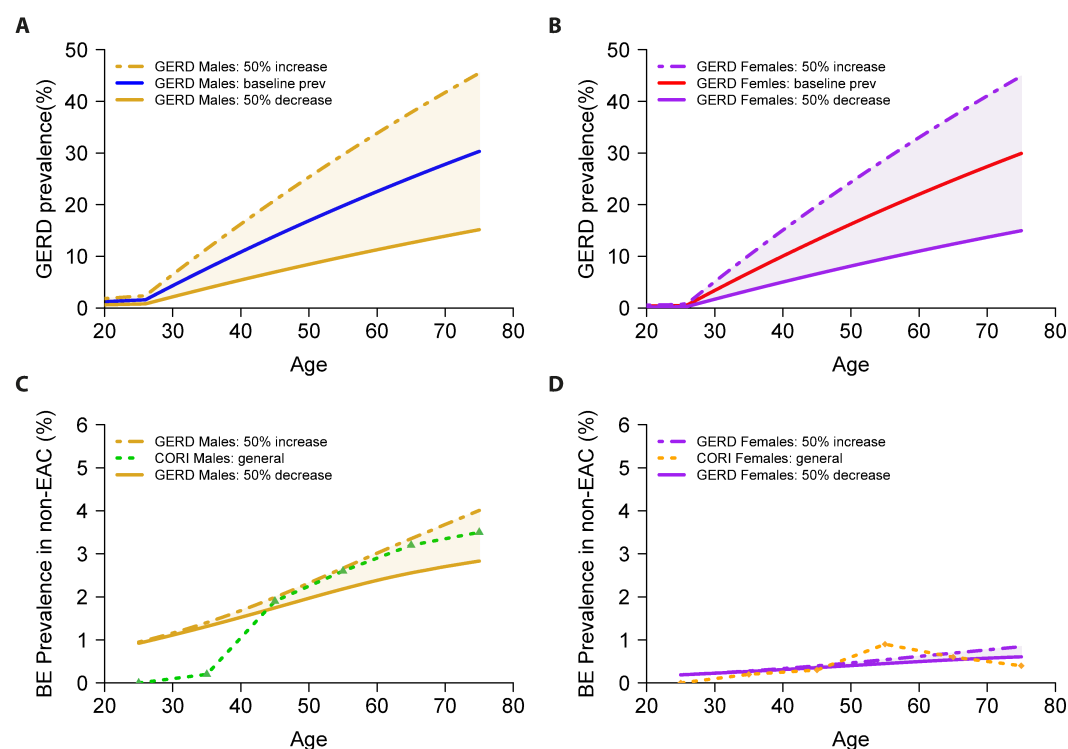 A
GERD prevalence(%)
50
40
30
20
10
0
GERD Males: 50% increase
GERD Males: baseline prev
GERD Males: 50% decrease
20 30 40 50 60 70 80
Age
B
GERD prevalence(%)
50
40
30
20
10
0
GERD Females: 50% increase
GERD Femles: baseline prev
GERD Females: 50% decrease
20 30 40 50 60 70 80
Age
C
BE Prevalence in non-EAC (%)
6
5
4
3
2
1
0
GERD Males: 50% increase
CORI Males: general
GERD Males: 50% decrease
20 30 40 50 60 70 80
Age
D
BE Prevalence in non-EAC (%)
6
5
4
3
2
1
0
GERD Females: 50% increase
CORI Females: general
GERD Females: 50% decrease
20 30 40 50 60 70 80
Age